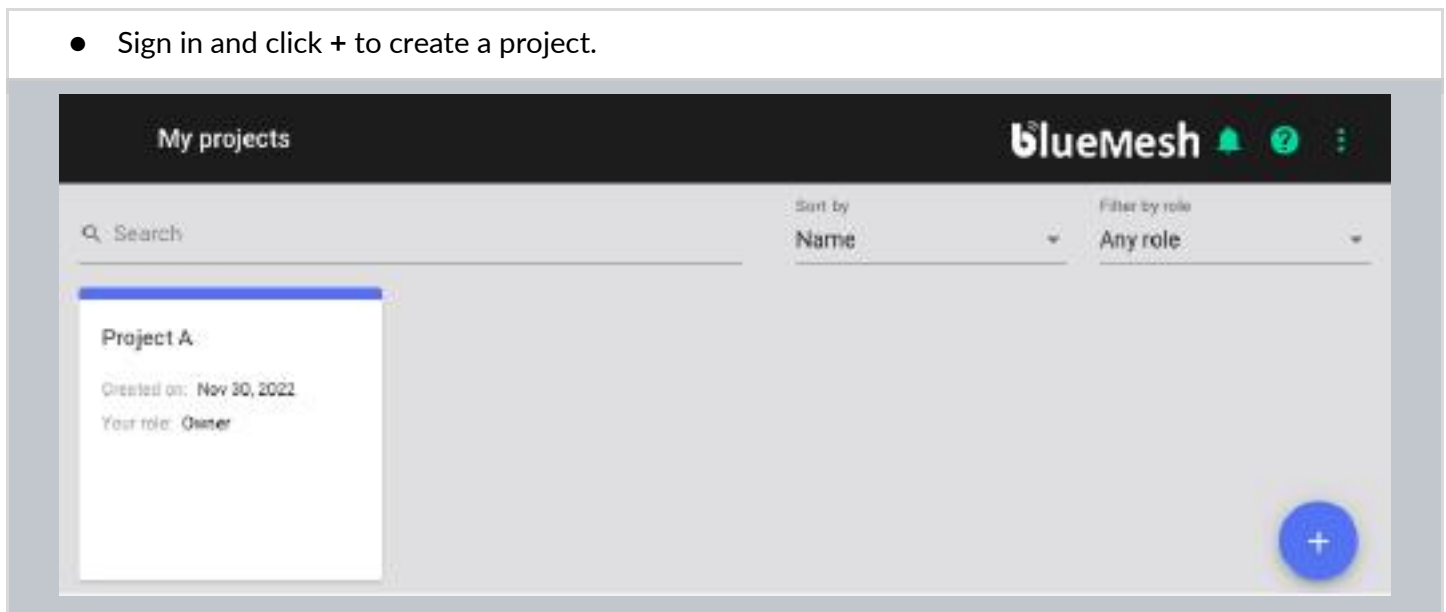 ● Sign in and click + to create a project.
My projects
blueMesh
Sort by
Filter by role
Search
Name
Any role
Project A
Created on: Nov 30, 2022
Your role: Owner
+